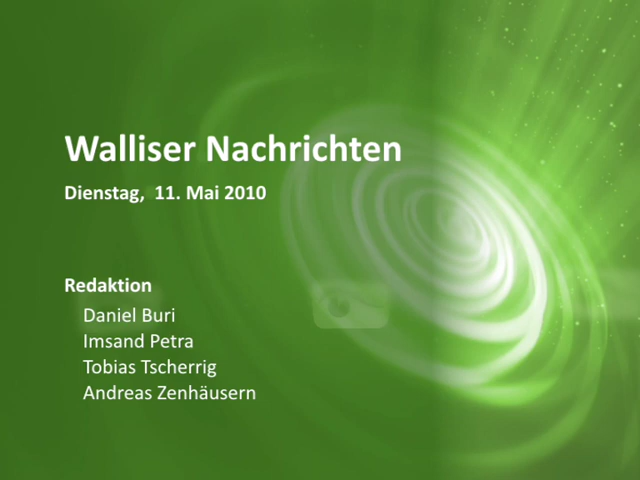 Walliser Nachrichten
Dienstag, 11. Mai 2010
Redaktion
Daniel Buri
Imsand Petra
Tobias Tscherrig
Andreas Zenhäusern